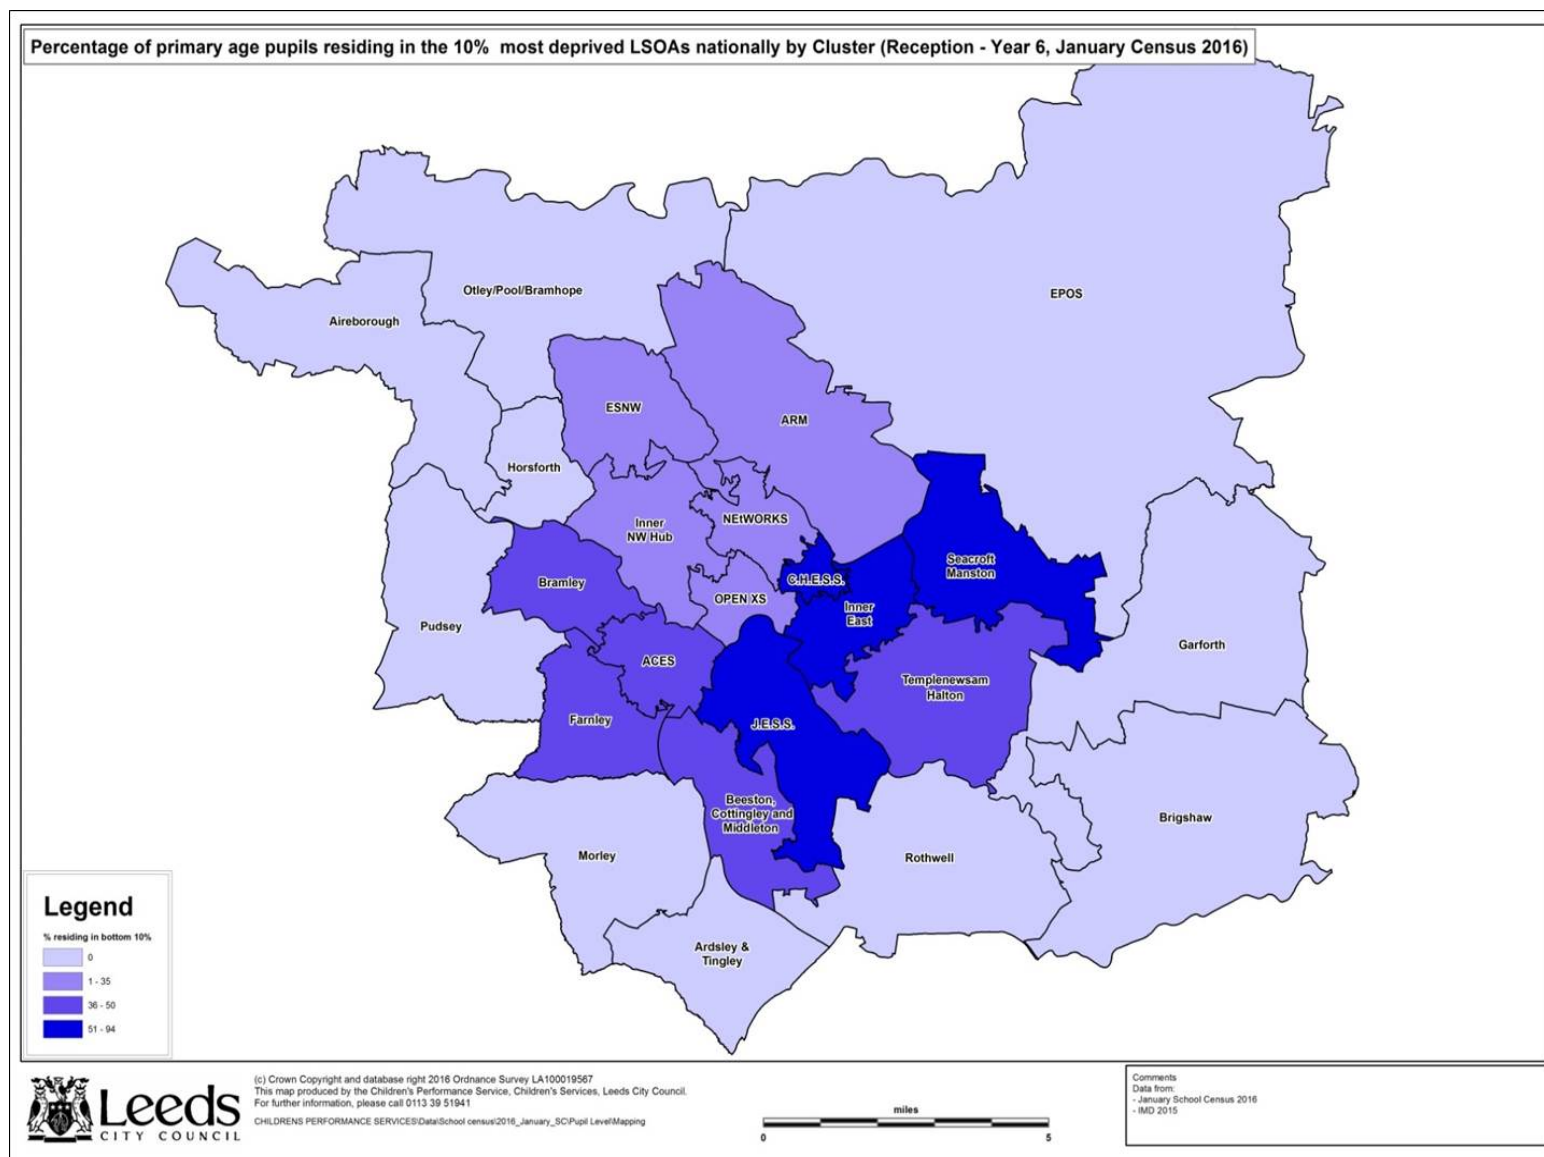 Percentage of primary age pupils residing in the 10% most deprived LSOAs nationally by Cluster (Reception - Year 6, January Census 2016)
Otley/Pool/Bramhope
EPOS
Aireborough
ESNW
ARM
Horsforth
NEtWORKS
Inner
NW Hub
Seacroft
Manston
Bramley
C.H.E.S.S.
OPEN XS
Inner
East
Pudsey
Garforth
ACES
Templenewsam
Halton
Farnley
J.E.S.S.
Beeston,
Cottingley and
Middleton
Brigshaw
Morley
Rothwell
Ardsley &
Tingley
Legend
% residing in bottom 10%
0
1 - 35
36 - 50
51 - 94
Leeds
CITY COUNCIL
(c) Crown Copyright and database right 2016 Ordnance Survey LA100019567
This map produced by the Children's Performance Service, Children's Services, Leeds City Council.
For further information, please call 0113 39 51941
CHILDRENS PERFORMANCE SERVICES\Data\School census\2016_January_SC\Pupil Level\Mapping
miles
0 5
Comments
Data from:
- January School Census 2016
- IMD 2015